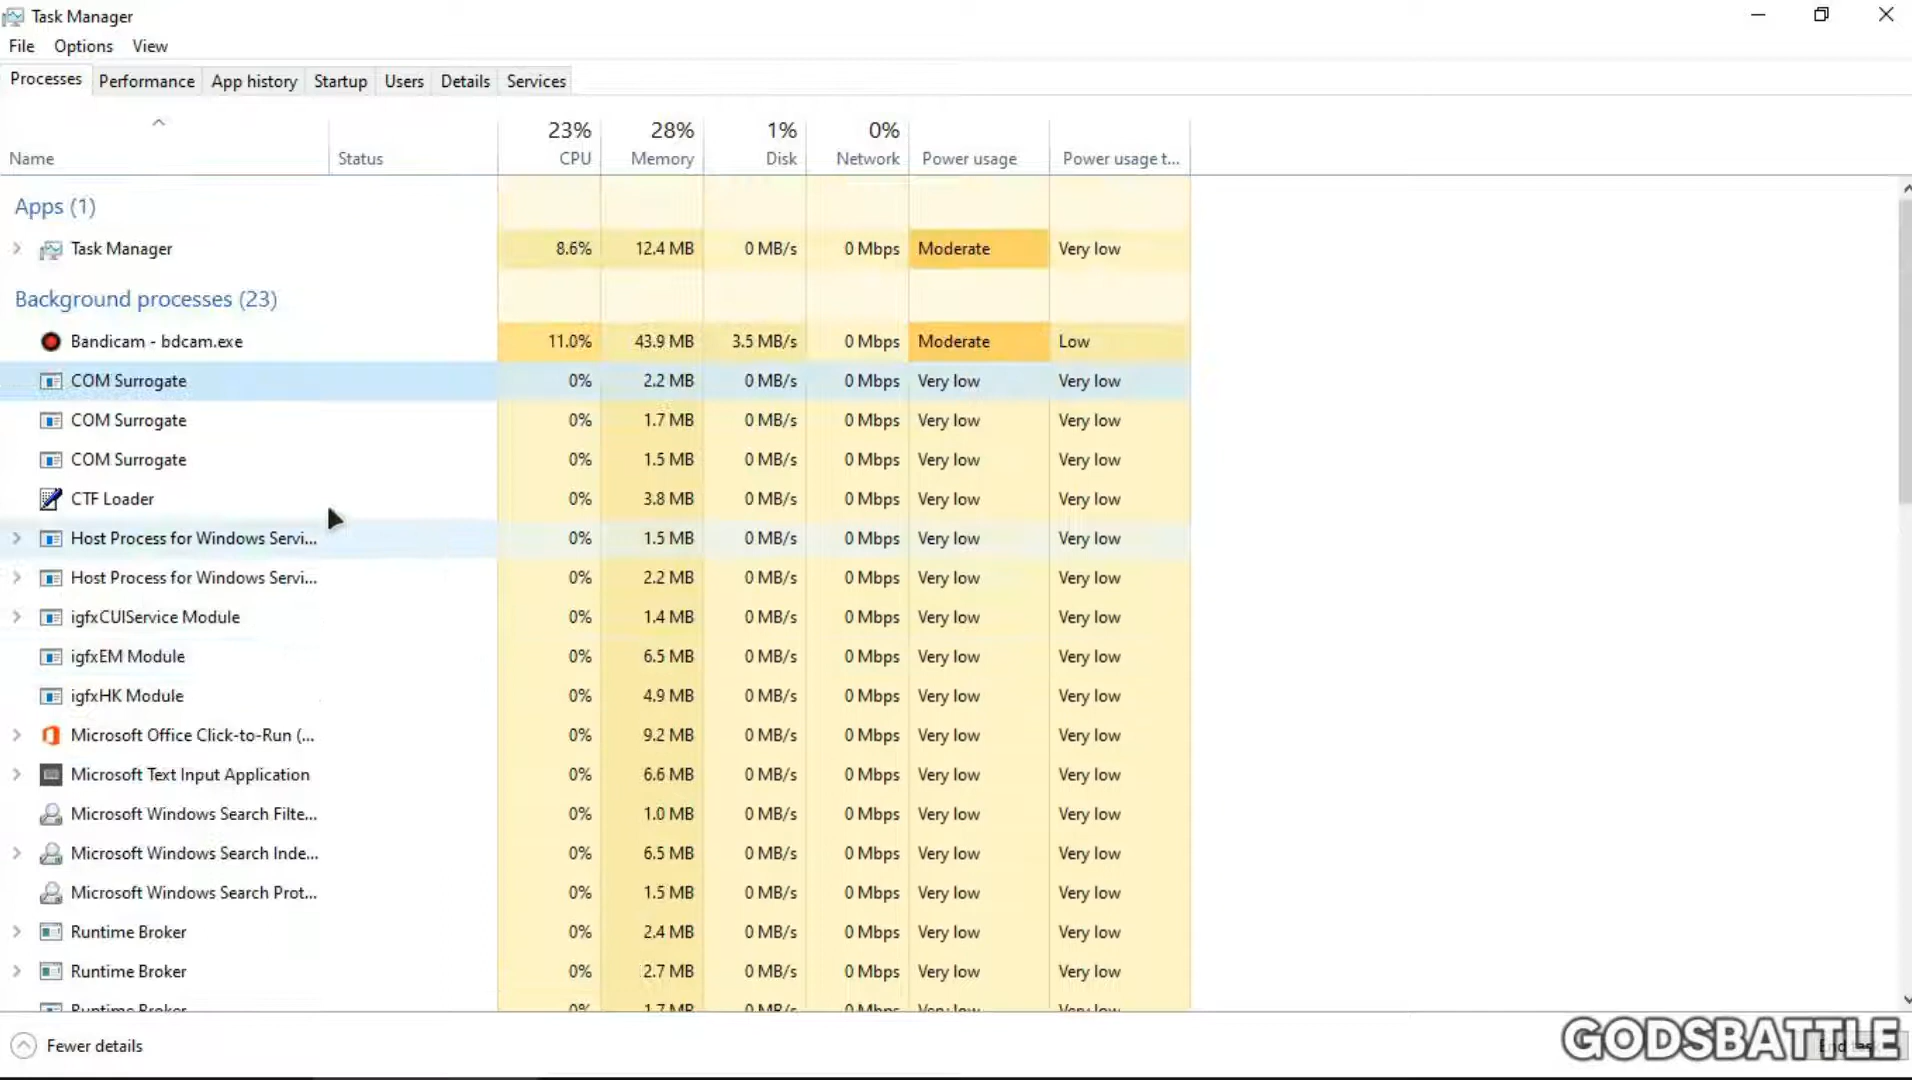 Task Manager
File Options View
Processes Performance App history Startup Users Details Services
23% 28% 1% 0%
Name Status CPU Memory Disk Network Power usage Power usage t...
Apps (1)
Task Manager 8.6% 12.4 MB 0 MB/s 0 Mbps Moderate Very low
Background processes (23)
Bandicam - bdcam.exe 11.0% 43.9 MB 3.5 MB/s 0 Mbps Moderate Low
COM Surrogate 0% 2.2 MB 0 MB/s 0 Mbps Very low Very low
COM Surrogate 0% 1.7 MB 0 MB/s 0 Mbps Very low Very low
COM Surrogate 0% 1.5 MB 0 MB/s 0 Mbps Very low Very low
CTF Loader 0% 3.8 MB 0 MB/s 0 Mbps Very low Very low
Host Process for Windows Servi... 0% 1.5 MB 0 MB/s 0 Mbps Very low Very low
Host Process for Windows Servi... 0% 2.2 MB 0 MB/s 0 Mbps Very low Very low
igfxCUIService Module 0% 1.4 MB 0 MB/s 0 Mbps Very low Very low
igfxEM Module 0% 6.5 MB 0 MB/s 0 Mbps Very low Very low
igfxHK Module 0% 4.9 MB 0 MB/s 0 Mbps Very low Very low
Microsoft Office Click-to-Run (... 0% 9.2 MB 0 MB/s 0 Mbps Very low Very low
Microsoft Text Input Application 0% 6.6 MB 0 MB/s 0 Mbps Very low Very low
Microsoft Windows Search Filte... 0% 1.0 MB 0 MB/s 0 Mbps Very low Very low
Microsoft Windows Search Inde... 0% 6.5 MB 0 MB/s 0 Mbps Very low Very low
Microsoft Windows Search Prot... 0% 1.5 MB 0 MB/s 0 Mbps Very low Very low
Runtime Broker 0% 2.4 MB 0 MB/s 0 Mbps Very low Very low
Runtime Broker 0% 2.7 MB 0 MB/s 0 Mbps Very low Very low
Runtime Broker 0% 1.7 MB 0 MB/s 0 Mbps Very low Very low
Fewer details
GODSBATTLE